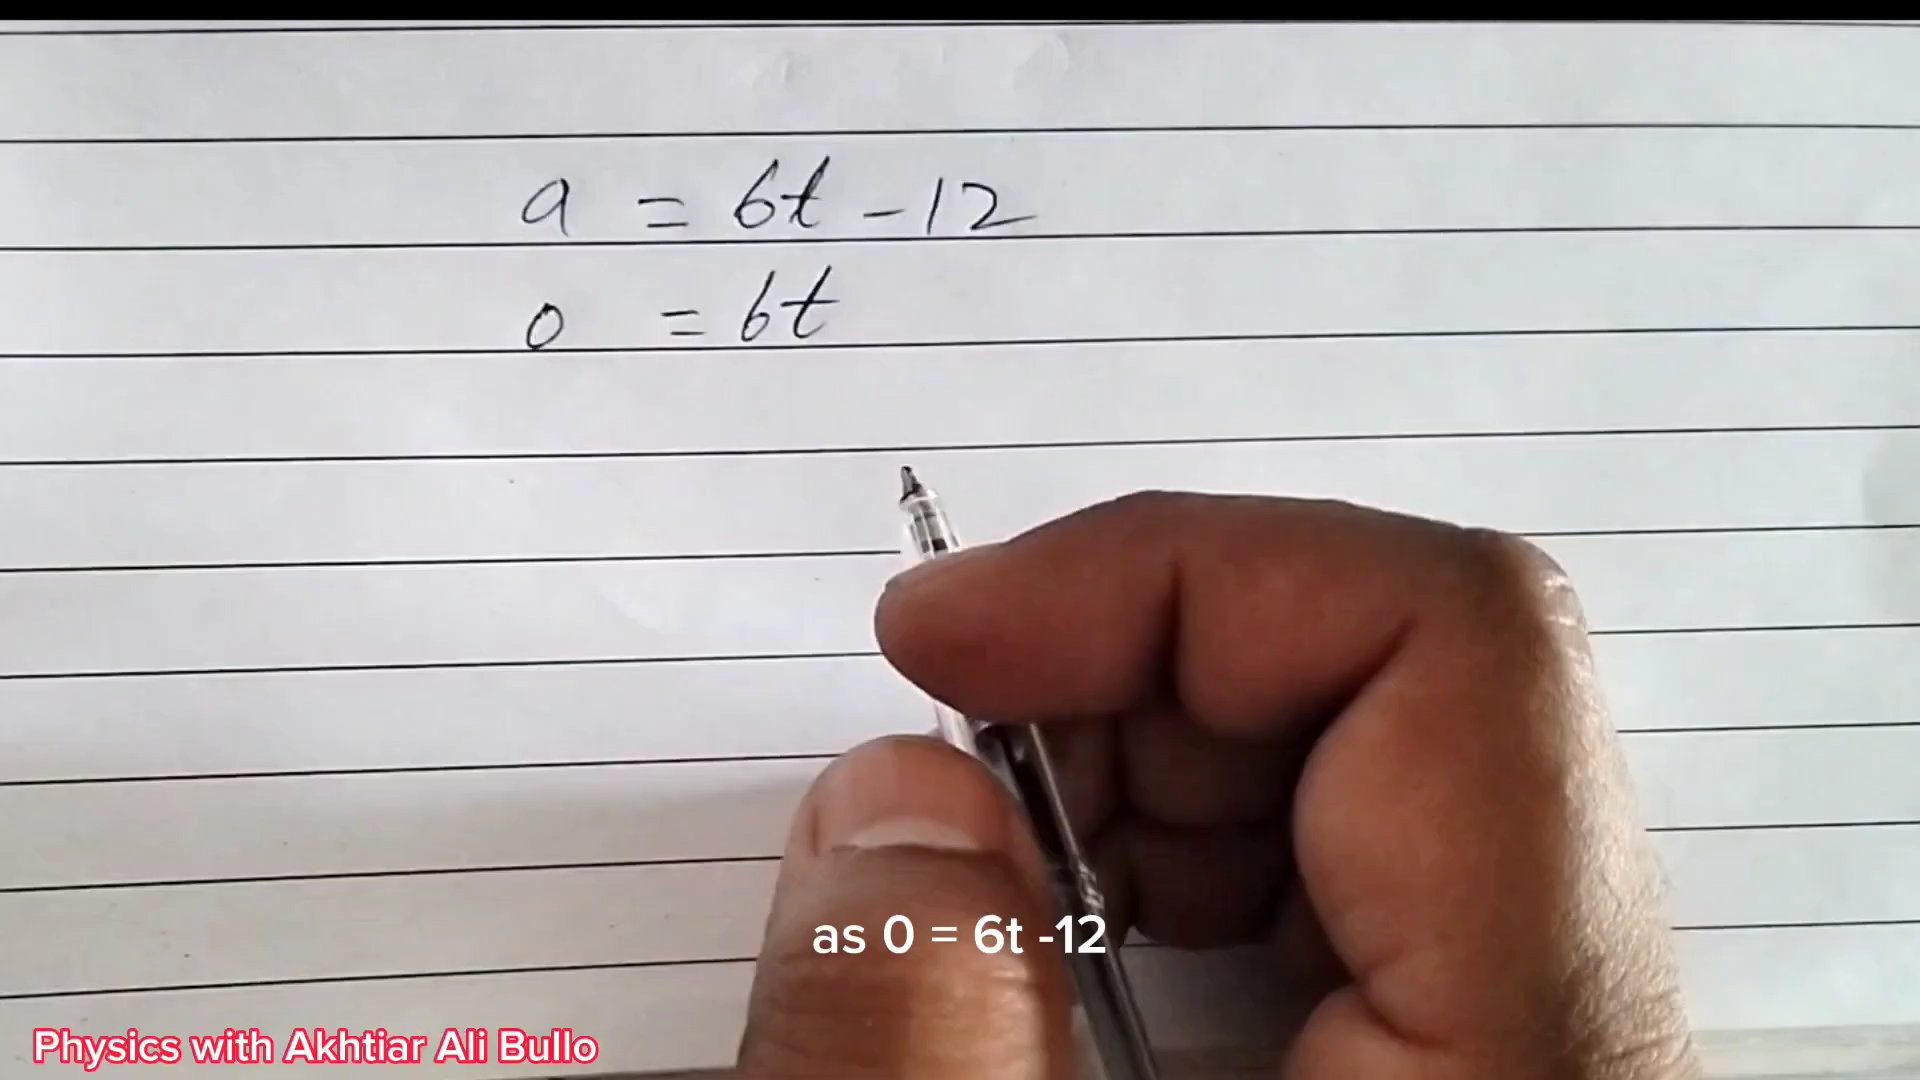 a = 6t - 12
0 = 6t
as 0 = 6t -12
Physics with Akhtiar Ali Bullo